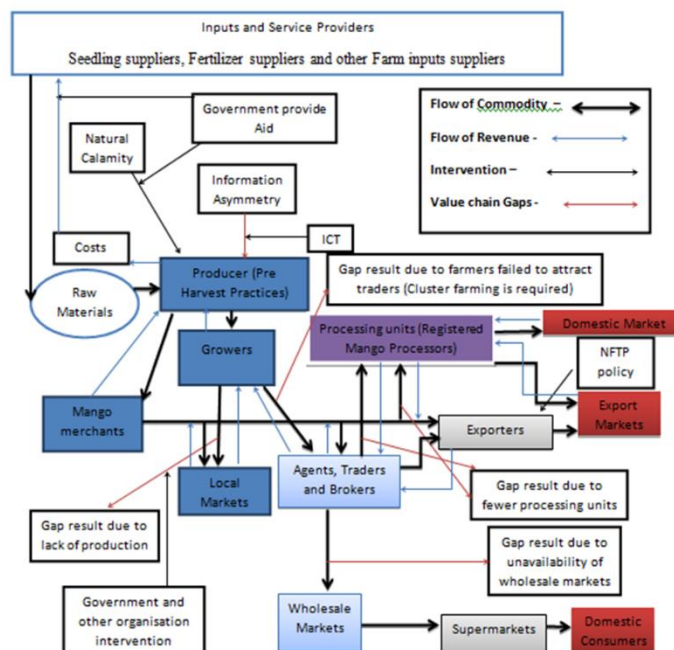 Inputs and Service Providers
Seedling suppliers, Fertilizer suppliers and other Farm inputs suppliers
Government provide
Aid
Natural
Calamity
Information
Asymmetry
Flow of Commodity –
Flow of Revenue -
Intervention –
Value chain Gaps -
Costs
ICT
Raw
Materials
Producer (Pre
Harvest Practices)
Gap result due to farmers failed to attract
traders (Cluster farming is required)
Growers
Processing units (Registered
Mango Processors)
Domestic Market
NFTP
policy
Mango
merchants
Export
Markets
Exporters
Local
Markets
Agents, Traders
and Brokers
Gap result due to
fewer processing units
Gap result due to
lack of production
Gap result due to
unavailability of
wholesale markets
Government and
other organisation
intervention
Wholesale
Markets
Supermarkets
Domestic
Consumers